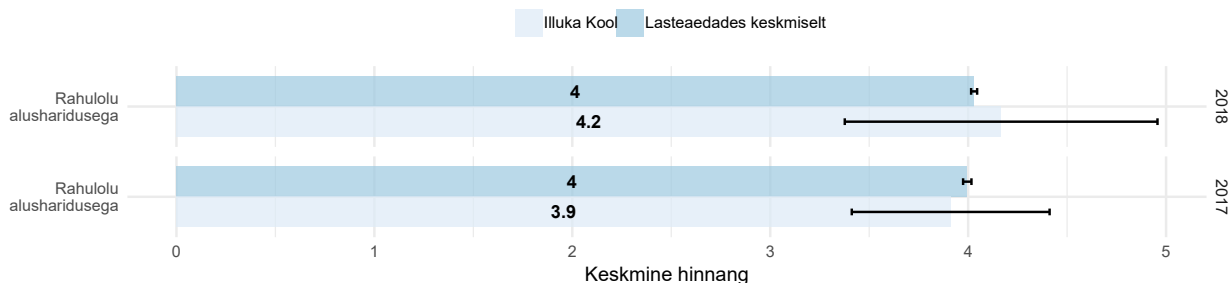 Illuka Kool Lasteaedades keskmiselt
Rahulolu
alusharidusega
4
4.2
2018
Rahulolu
alusharidusega
4
3.9
2017
0 1 2 3 4 5
Keskmine hinnang